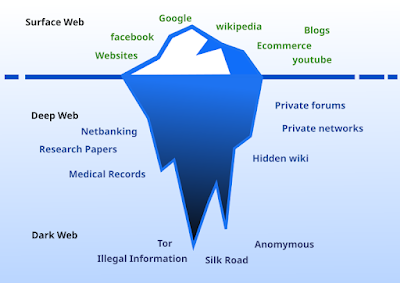 Surface Web
Google
facebook
wikipedia
Blogs
Ecommerce
Websites
youtube
Deep Web
Private forums
Netbanking
Private networks
Research Papers
Hidden wiki
Medical Records
Dark Web
Tor
Anomymous
Illegal Information
Silk Road